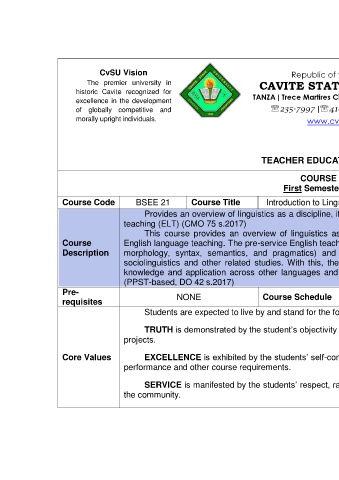 CvSU Vision
The premier university in
historic Cavite recognized for
excellence in the development
of globally competitive and
morally upright individuals.
Republic of
CAVITE STAT
TANZA | Trece Martires C
☏235-7997 |☏41
www.cv
TEACHER EDUCAT
COURSE
First Semeste
Course Code BSEE 21 Course Title Introduction to Ling
Course Description
Provides an overview of linguistics as a discipline, it
teaching (ELT) (CMO 75 s.2017)
This course provides an overview of linguistics as
English language teaching. The pre-service English teach
morphology, syntax, semantics, and pragmatics) and
sociolinguistics and other related studies. With this, the
knowledge and application across other languages and
(PPST-based, DO 42 s.2017)
Pre-
requisites
NONE Course Schedule
Core Values
Students are expected to live by and stand for the fo
TRUTH is demonstrated by the student's objectivity
projects.
EXCELLENCE is exhibited by the students' self-con
performance and other course requirements.
SERVICE is manifested by the students' respect, ra
the community.